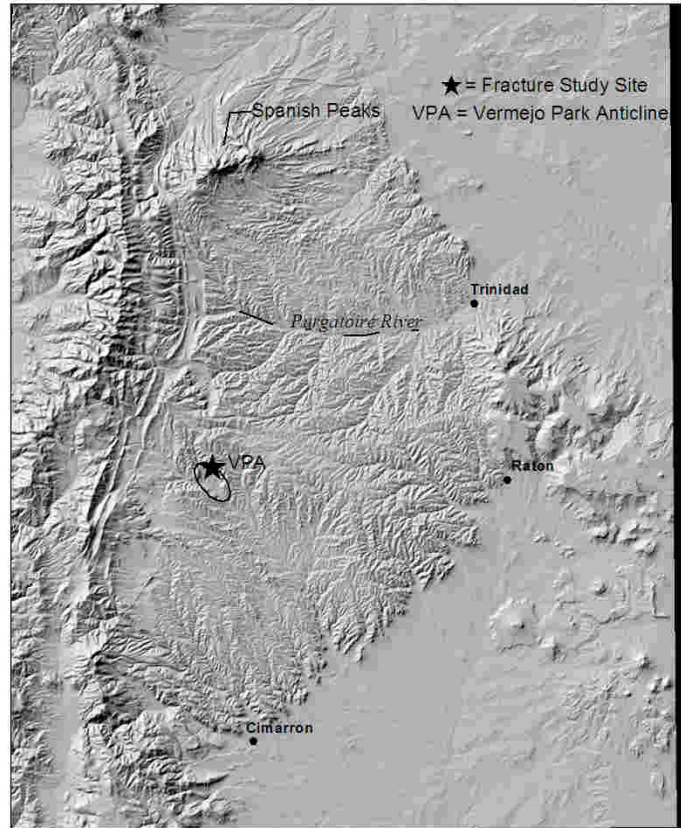 ★ = Fracture Study Site
VPA = Vermejo Park Anticline
Spanish Peaks
Trinidad
Purgatoire River
VPA
Raton
Cimarron